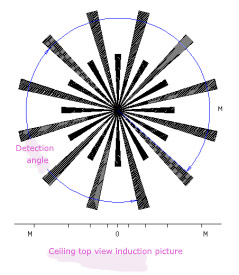 M
Detection
angle
M 0 M
Ceiling top view induction picture